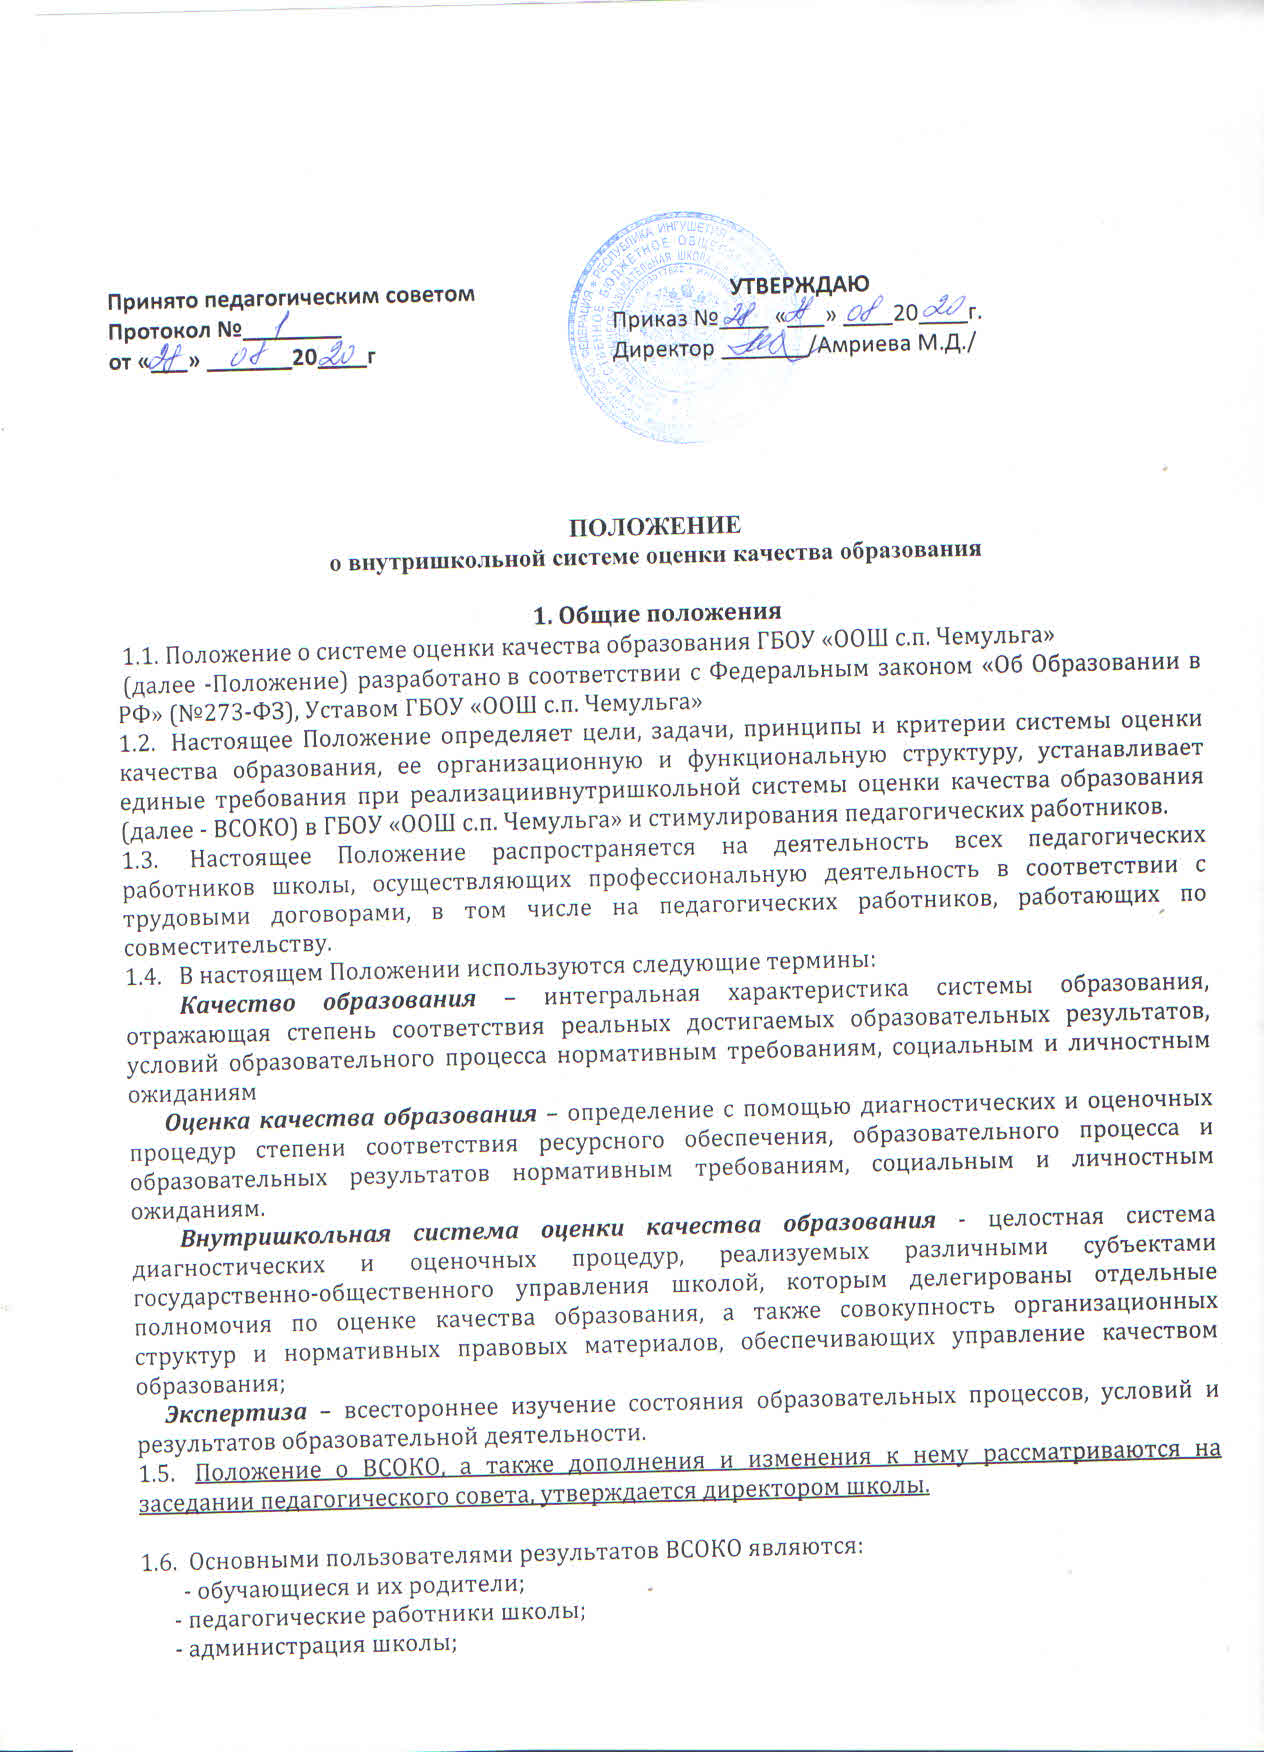 РОССИЙСКАЯ ФЕДЕРАЦИЯ * РЕСПУБЛИКА ИНГУШЕТИЯ
БЮДЖЕТНОЕ
Принято педагогическим советом
Протокол № 1
от «» 08 2020 г
УТВЕРЖДАЮ
Приказ № 28 «» 08 2020 г.
Директор /Амриева М.Д./
ПОЛОЖЕНИЕ
о внутришкольной системе оценки качества образования
1. Общие положения
1.1. Положение о системе оценки качества образования ГБОУ «ООШ с.п. Чемульга»
(далее -Положение) разработано в соответствии с Федеральным законом «Об Образовании в
РФ» (№273-ФЗ), Уставом ГБОУ «ООШ с.п. Чемульга»
1.2. Настоящее Положение определяет цели, задачи, принципы и критерии системы оценки
качества образования, ее организационную и функциональную структуру, устанавливает
единые требования при реализациивнутришкольной системы оценки качества образования
(далее - ВСОКО) в ГБОУ «ООШ с.п. Чемульга» и стимулирования педагогических работников.
1.3. Настоящее Положение распространяется на деятельность всех педагогических
работников школы, осуществляющих профессиональную деятельность в соответствии с
трудовыми договорами, в том числе на педагогических работников, работающих по
совместительству.
1.4. В настоящем Положении используются следующие термины:
Качество образования – интегральная характеристика системы образования,
отражающая степень соответствия реальных достигаемых образовательных результатов,
условий образовательного процесса нормативным требованиям, социальным и личностным
ожиданиям
Оценка качества образования – определение с помощью диагностических и оценочных
процедур степени соответствия ресурсного обеспечения, образовательного процесса и
образовательных результатов нормативным требованиям, социальным и личностным
ожиданиям.
Внутришкольная система оценки качества образования - целостная система
диагностических и оценочных процедур, реализуемых различными субъектами
государственно-общественного управления школой, которым делегированы отдельные
полномочия по оценке качества образования, а также совокупность организационных
структур и нормативных правовых материалов, обеспечивающих управление качеством
образования;
Экспертиза – всестороннее изучение состояния образовательных процессов, условий и
результатов образовательной деятельности.
1.5. Положение о ВСОКО, а также дополнения и изменения к нему рассматриваются на
заседании педагогического совета, утверждается директором школы.
1.6. Основными пользователями результатов ВСОКО являются:
- обучающиеся и их родители;
- педагогические работники школы;
- администрация школы;